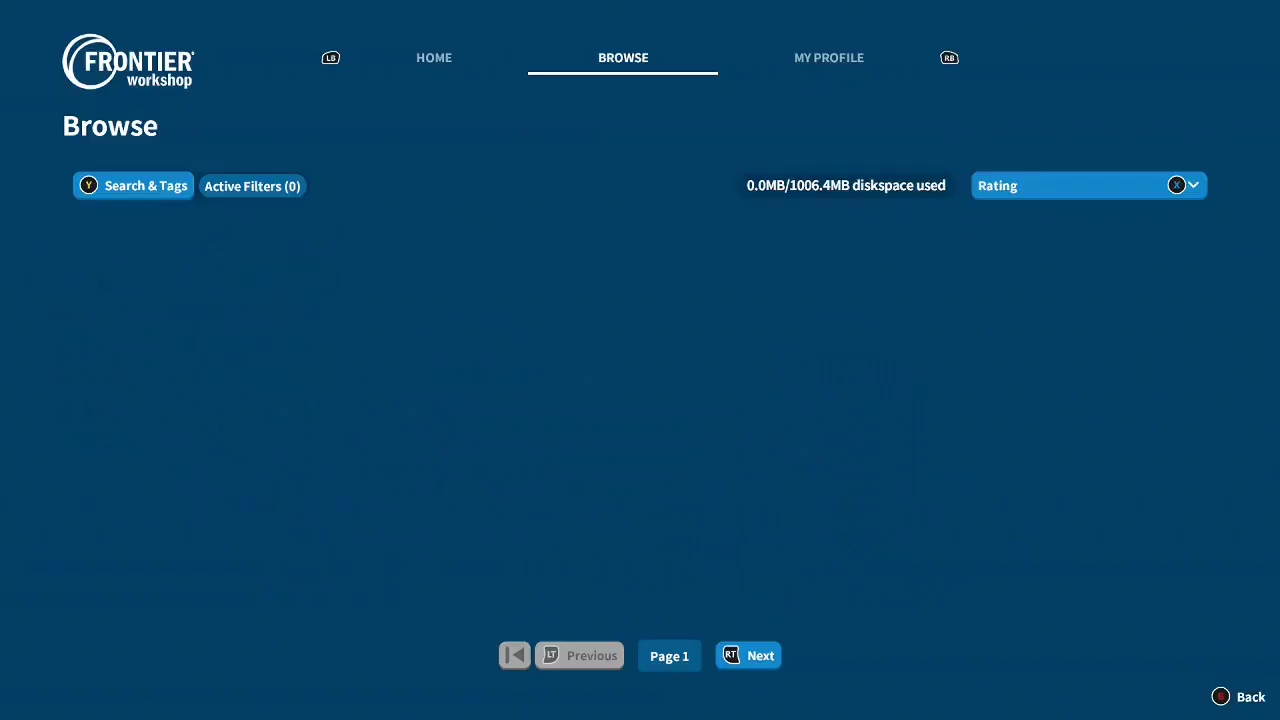 FRONTIER
workshop
LB
HOME
BROWSE
MY PROFILE
RB
Browse
Y Search & Tags
Active Filters (0)
0.0MB/1006.4MB diskspace used
Rating X
LT Previous
Page 1
RT Next
B Back